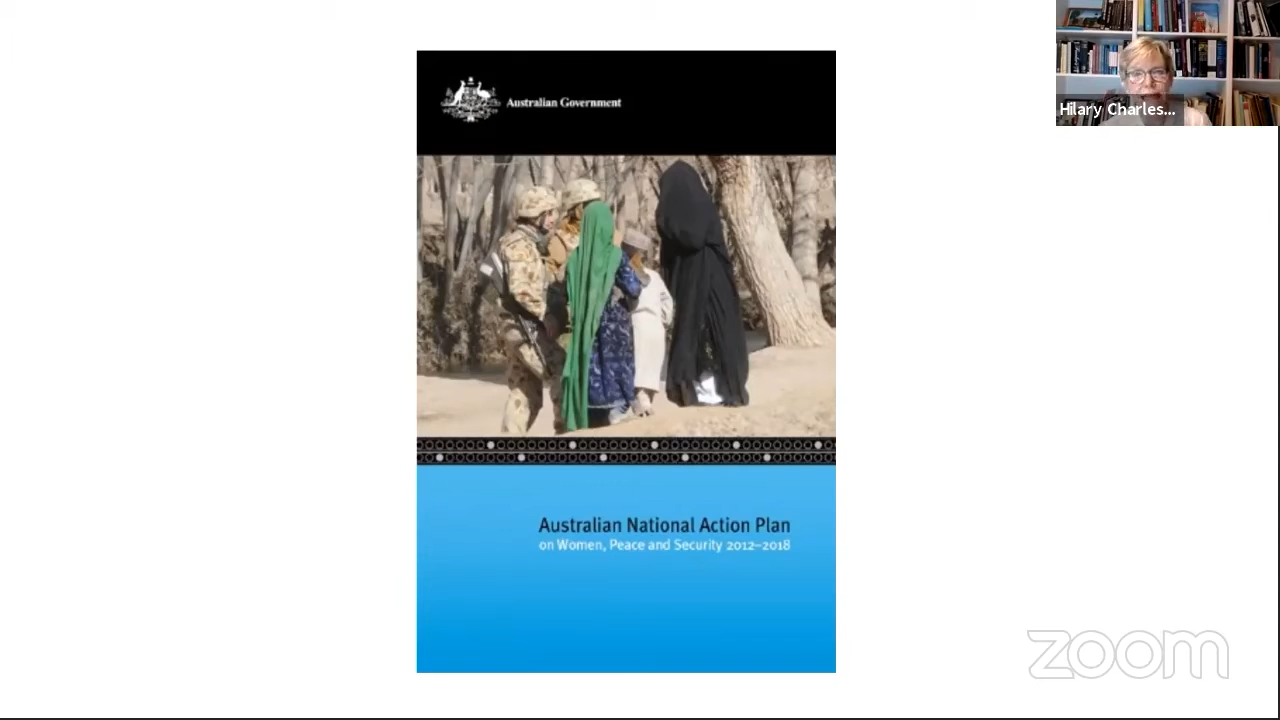 Australian Government
Hilary Charles...
Australian National Action Plan
on Women, Peace and Security 2012–2018
zoom